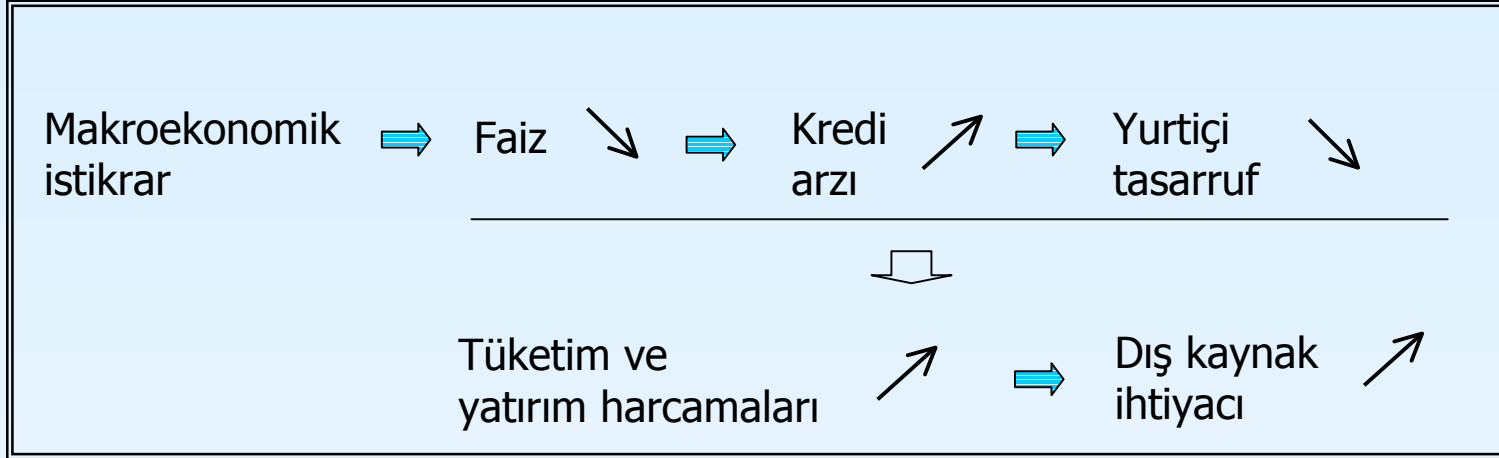 Makroekonomik
istikrar
Faiz
Kredi
arzı
Yurtiçi
tasarruf
Tüketim ve
yatırım harcamaları
Dış kaynak
ihtiyacı